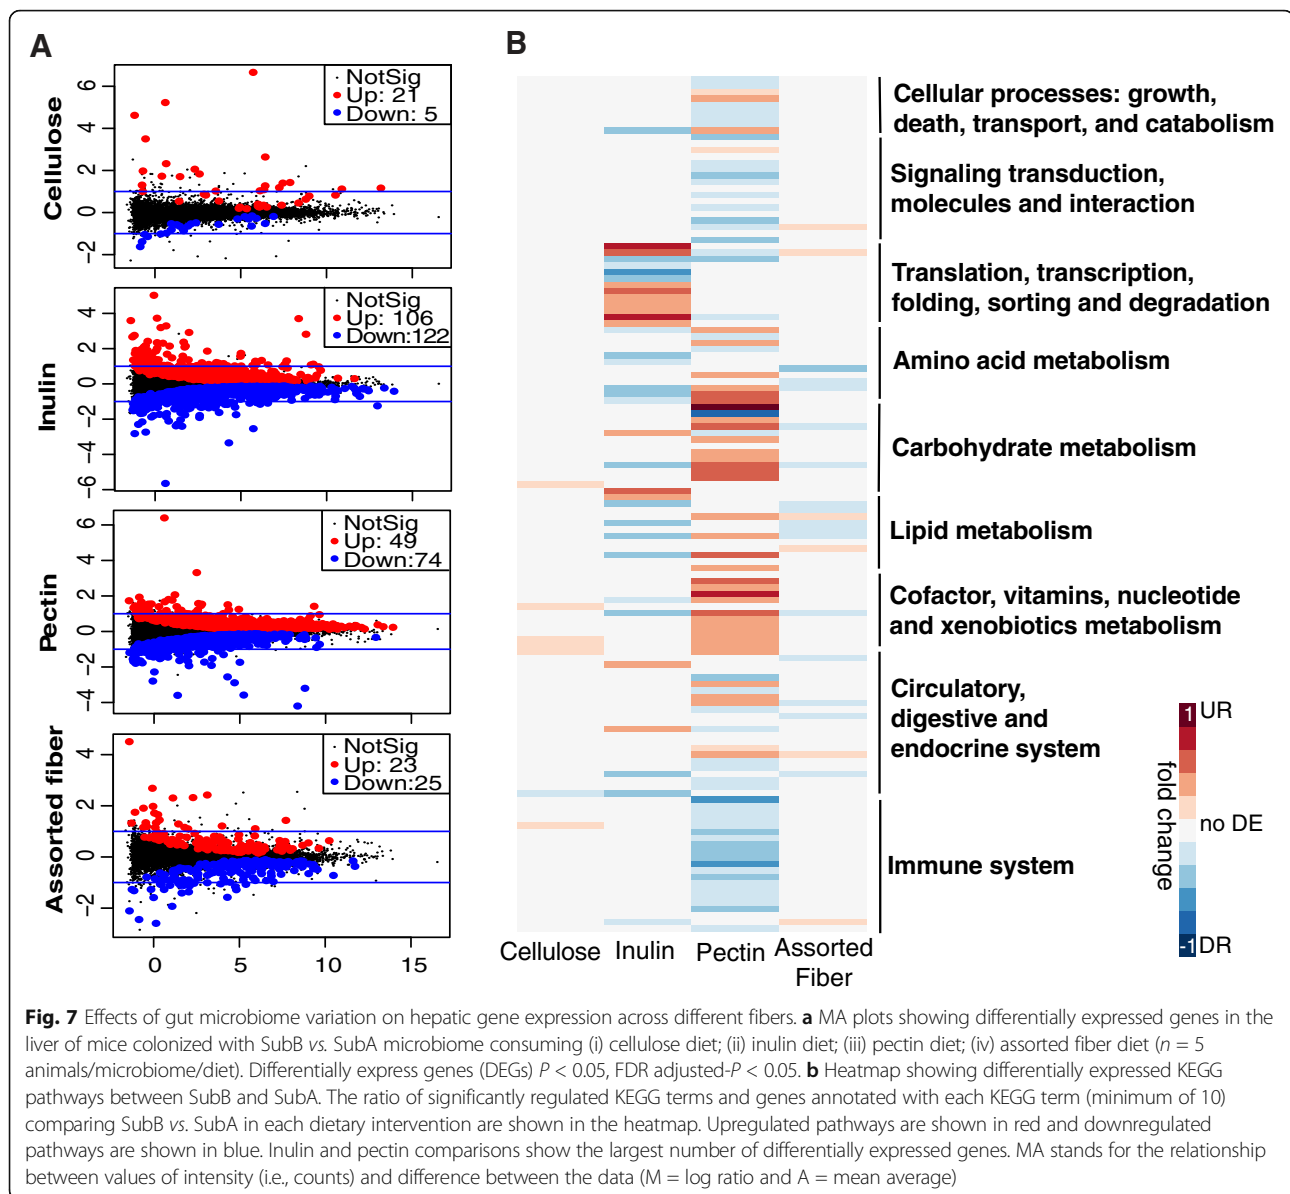 A
B
Cellulose
6
4
2
0
-2
NotSig
Up: 21
Down: 5
Inulin
4
2
0
-2
-4
-6
NotSig
Up: 106
Down:122
Pectin
6
4
2
0
-2
-4
NotSig
Up: 49
Down:74
Assorted fiber
4
2
0
-2
NotSig
Up: 23
Down:25
0 5 10 15
Cellular processes: growth,
death, transport, and catabolism
Signaling transduction,
molecules and interaction
Translation, transcription,
folding, sorting and degradation
Amino acid metabolism
Carbohydrate metabolism
Lipid metabolism
Cofactor, vitamins, nucleotide
and xenobiotics metabolism
Circulatory,
digestive and
endocrine system
Immune system
Cellulose Inulin Pectin Assorted
Fiber
1 UR
fold change
no DE
-1 DR
Fig. 7 Effects of gut microbiome variation on hepatic gene expression across different fibers. a MA plots showing differentially expressed genes in the
liver of mice colonized with SubB vs. SubA microbiome consuming (i) cellulose diet; (ii) inulin diet; (iii) pectin diet; (iv) assorted fiber diet (n = 5
animals/microbiome/diet). Differentially express genes (DEGs) P < 0.05, FDR adjusted-P < 0.05. b Heatmap showing differentially expressed KEGG
pathways between SubB and SubA. The ratio of significantly regulated KEGG terms and genes annotated with each KEGG term (minimum of 10)
comparing SubB vs. SubA in each dietary intervention are shown in the heatmap. Upregulated pathways are shown in red and downregulated
pathways are shown in blue. Inulin and pectin comparisons show the largest number of differentially expressed genes. MA stands for the relationship
between values of intensity (i.e., counts) and difference between the data (M = log ratio and A = mean average)